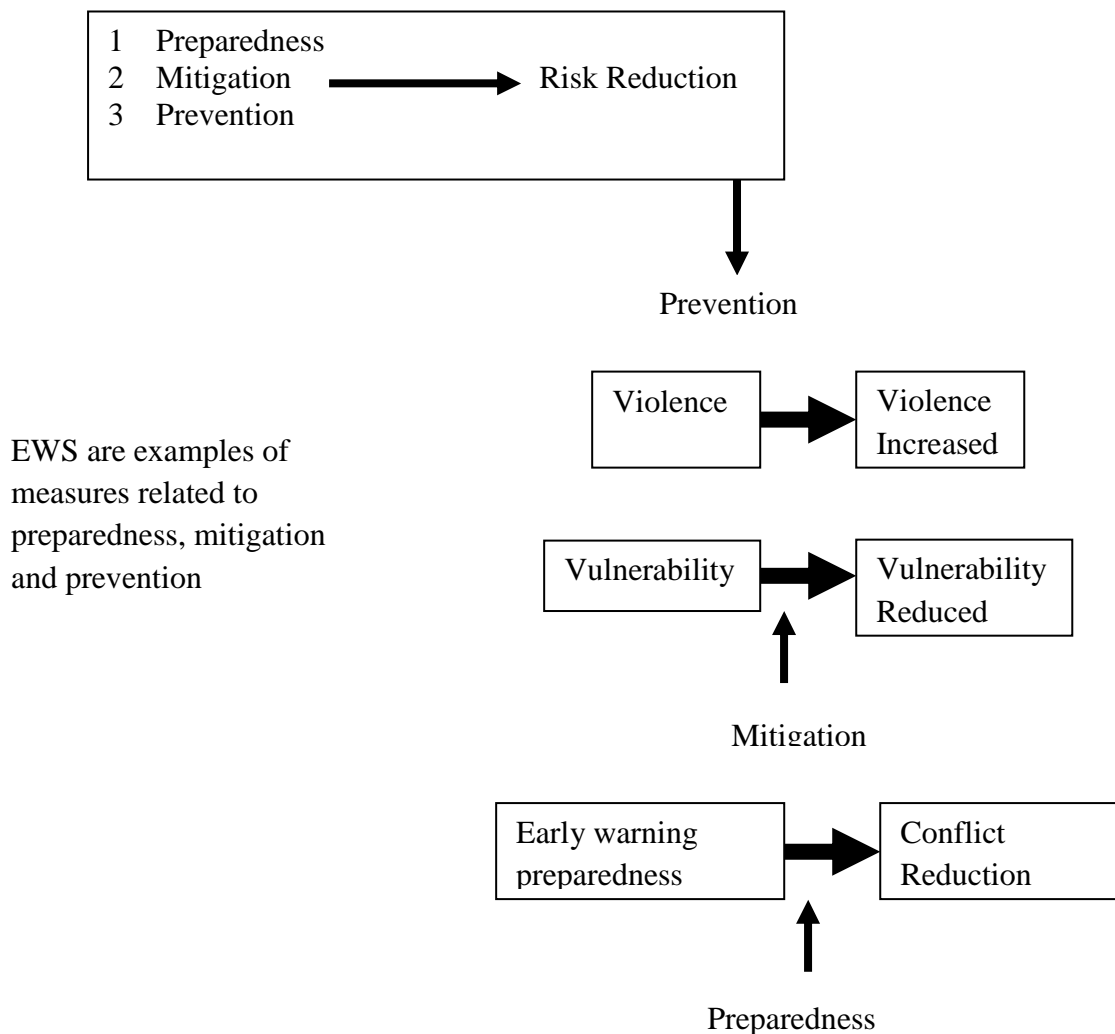 1 Preparedness
2 Mitigation Risk Reduction
3 Prevention
Prevention
Violence
Violence
Increased
EWS are examples of
measures related to
preparedness, mitigation
and prevention
Vulnerability
Vulnerability
Reduced
Mitigation
Early warning
preparedness
Conflict
Reduction
Preparedness